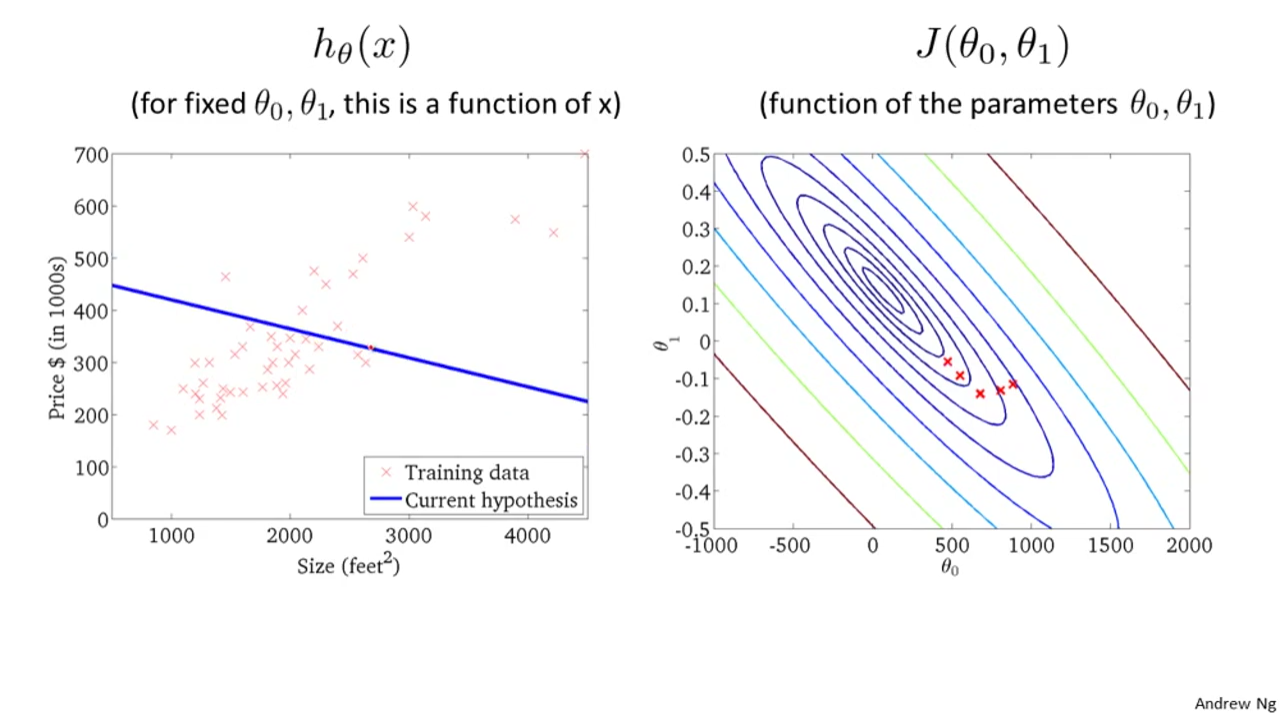 hθ(x)
(for fixed θ₀, θ₁, this is a function of x)
700
600
500
400
300
200
100
0
Price $ (in 1000s)
1000 2000 3000 4000
Size (feet²)
Training data
Current hypothesis
J(θ₀, θ₁)
(function of the parameters θ₀, θ₁)
0.5
0.4
0.3
0.2
0.1
0
-0.1
-0.2
-0.3
-0.4
-0.5
θ₁
-1000 -500 0 500 1000 1500 2000
θ₀
Andrew Ng